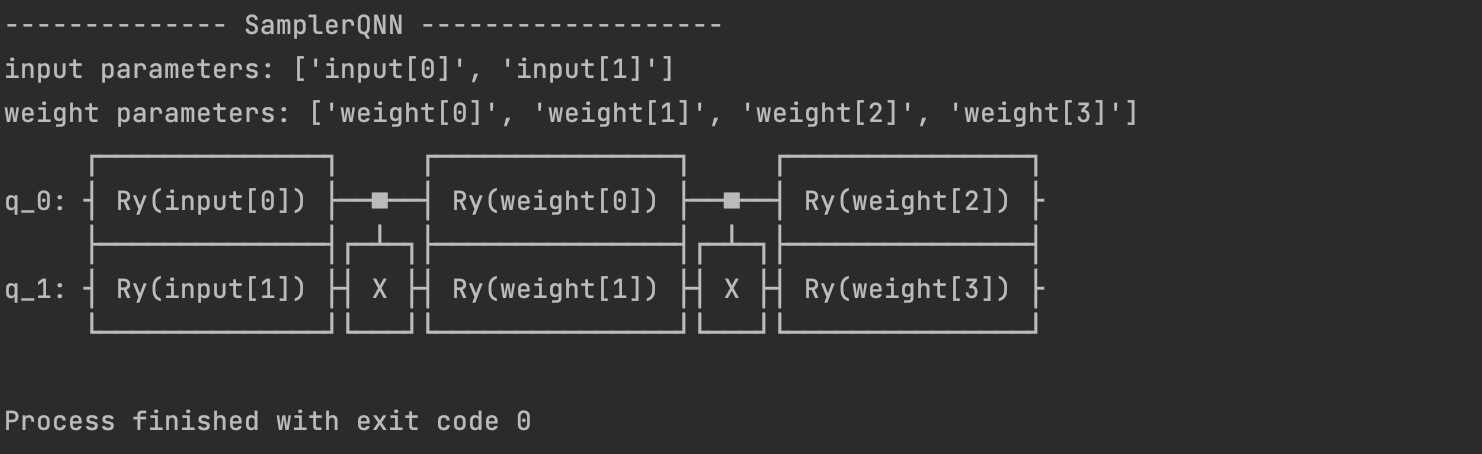 -------------- SamplerQNN -------------------
input parameters: ['input[0]', 'input[1]']
weight parameters: ['weight[0]', 'weight[1]', 'weight[2]', 'weight[3]']
q_0: Ry(input[0]) ■ Ry(weight[0]) ■ Ry(weight[2])
q_1: Ry(input[1]) X Ry(weight[1]) X Ry(weight[3])
Process finished with exit code 0